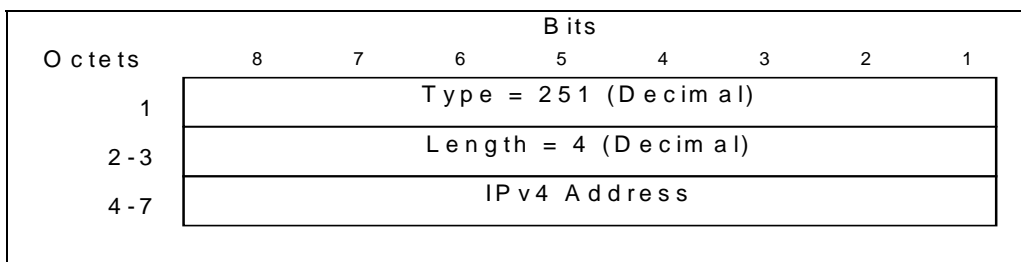 Bits
Octets 8 7 6 5 4 3 2 1
1 Type = 251 (Decimal)
2-3 Length = 4 (Decimal)
4-7 IPv4 Address